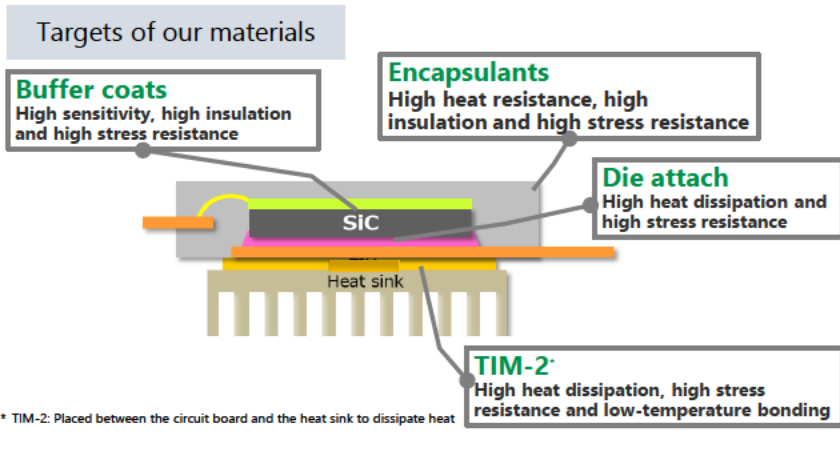 Targets of our materials
Buffer coats
High sensitivity, high insulation
and high stress resistance
Encapsulants
High heat resistance, high
insulation and high stress resistance
Die attach
High heat dissipation and
high stress resistance
SiC
Heat sink
TIM-2*
High heat dissipation, high stress
resistance and low-temperature bonding
* TIM-2: Placed between the circuit board and the heat sink to dissipate heat